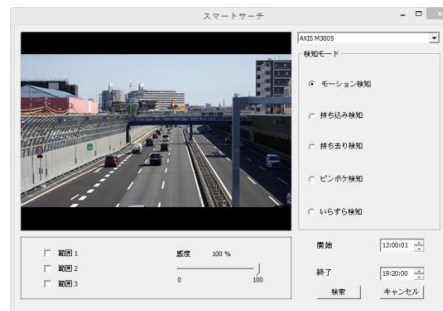 スマートサーチ
AXIS M3005
検知モード
モーション検知
持ち込み検知
持ち去り検知
ピンボケ検知
いらずら検知
範囲 1
範囲 2
範囲 3
感度 100 %
0 100
開始 13:00:01
終了 19:20:00
検索 キャンセル